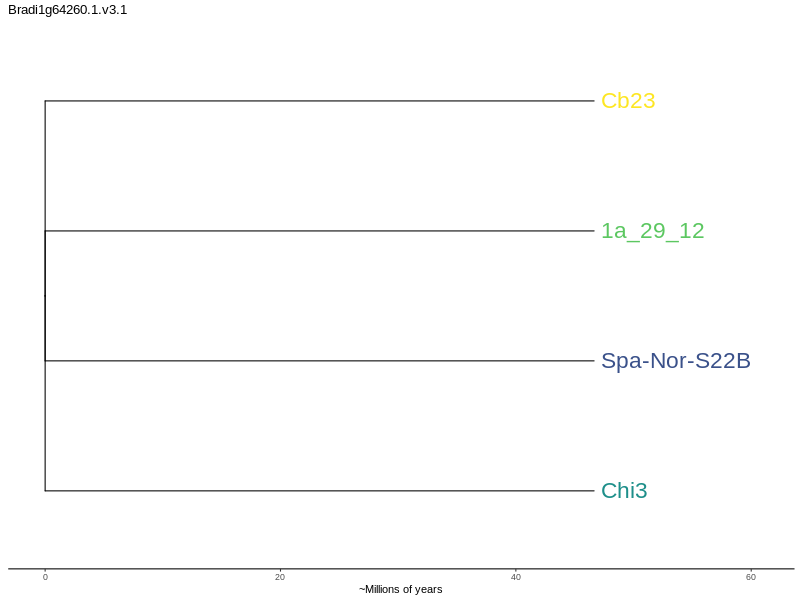 Bradi1g64260.1.v3.1
Cb23
1a_29_12
Spa-Nor-S22B
Chi3
0 20 40 60
~Millions of years